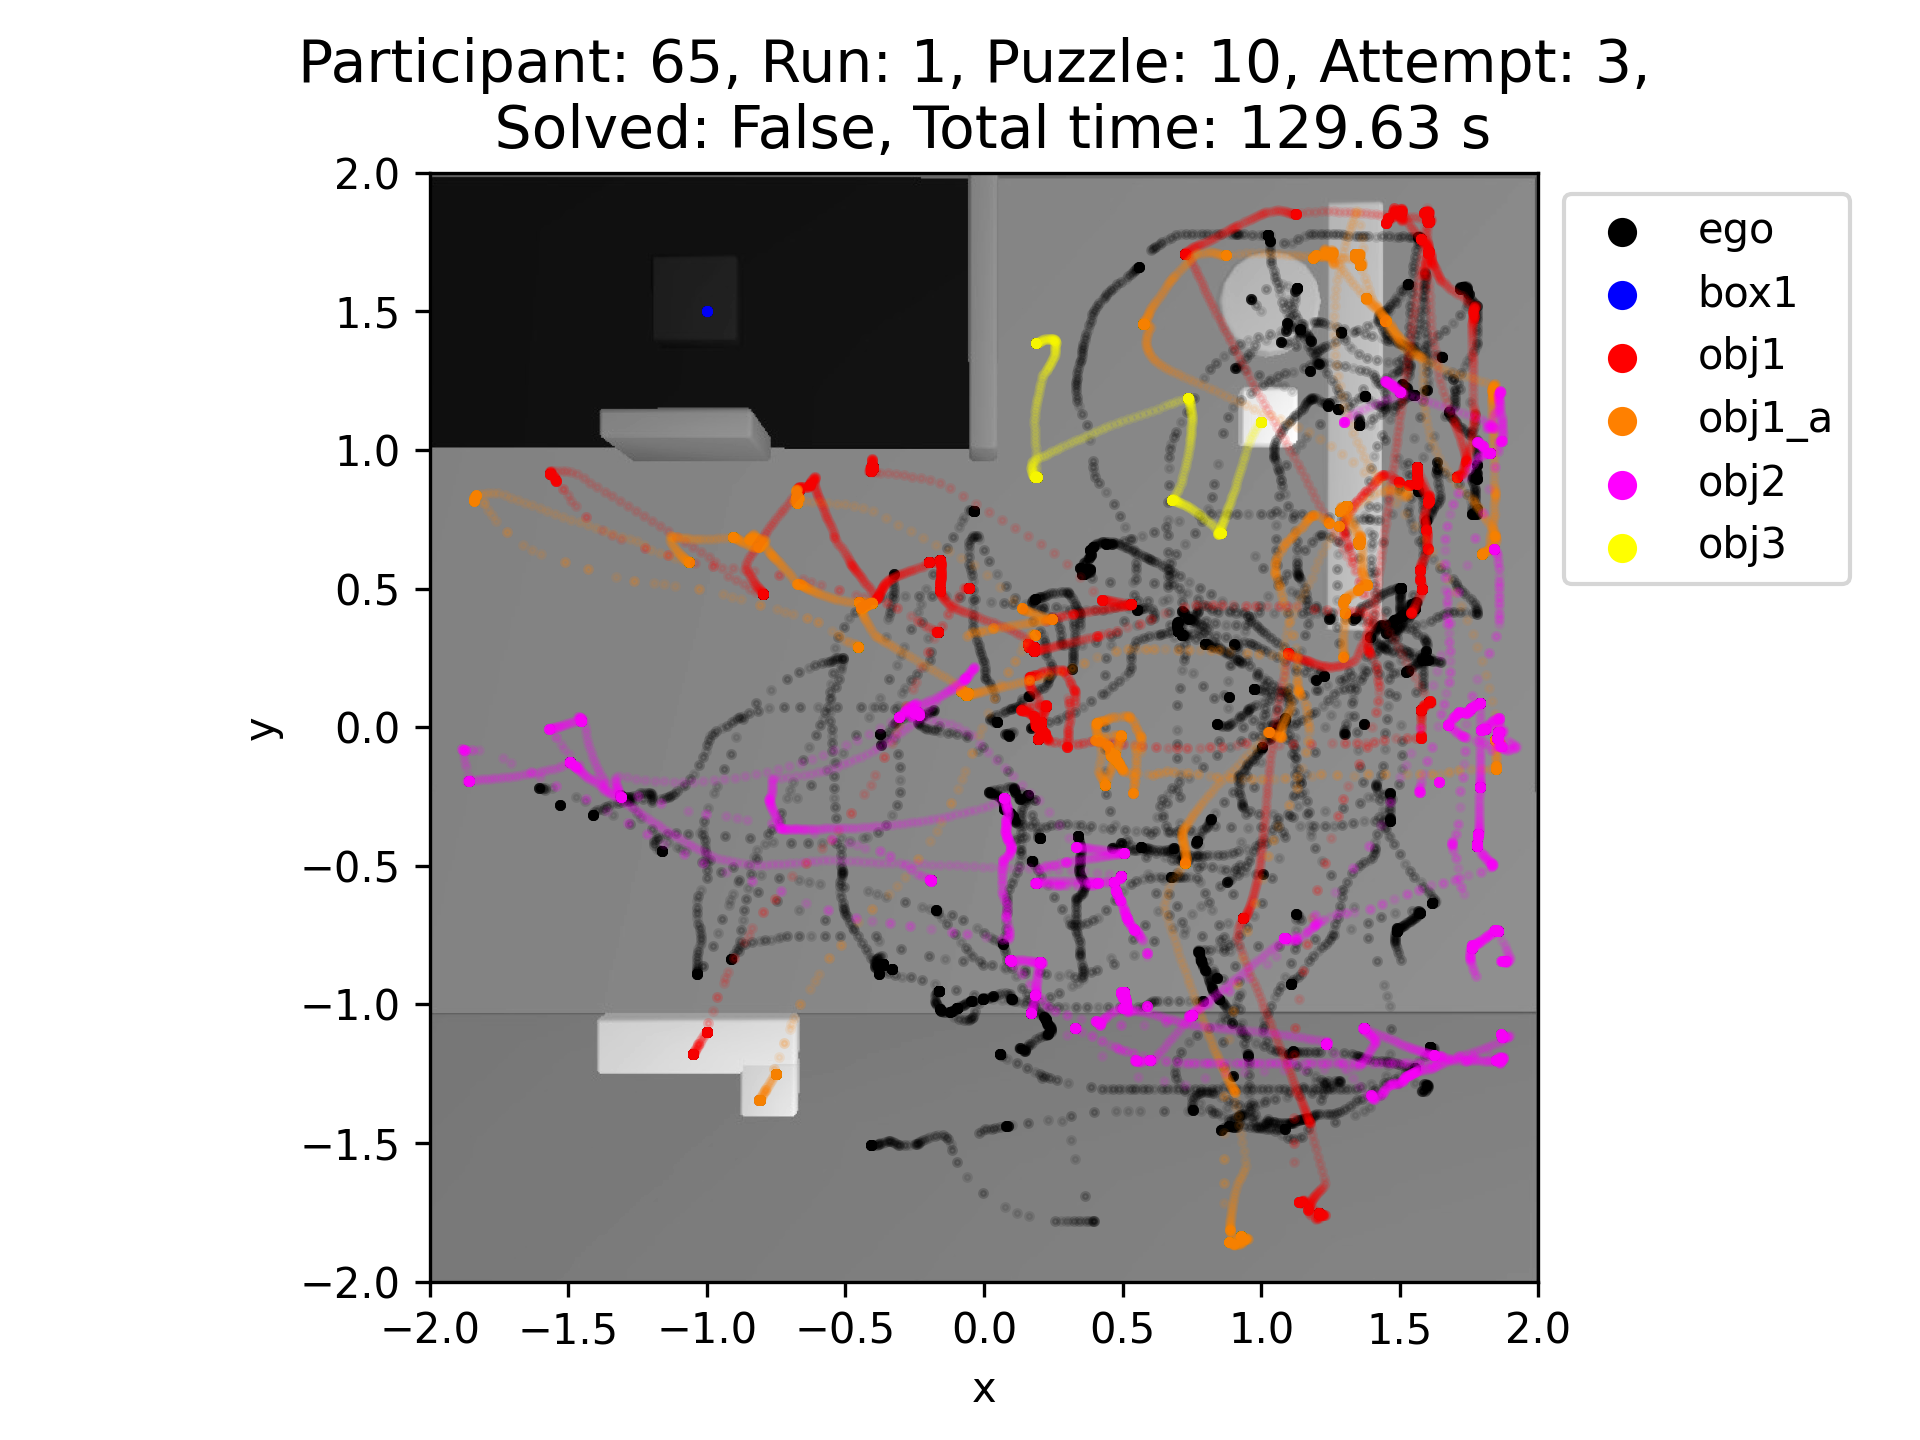 Participant: 65, Run: 1, Puzzle: 10, Attempt: 3,
Solved: False, Total time: 129.63 s
2.0
1.5
1.0
0.5
0.0
−0.5
−1.0
−1.5
−2.0
y
−2.0 −1.5 −1.0 −0.5 0.0 0.5 1.0 1.5 2.0
x
ego
box1
obj1
obj1_a
obj2
obj3